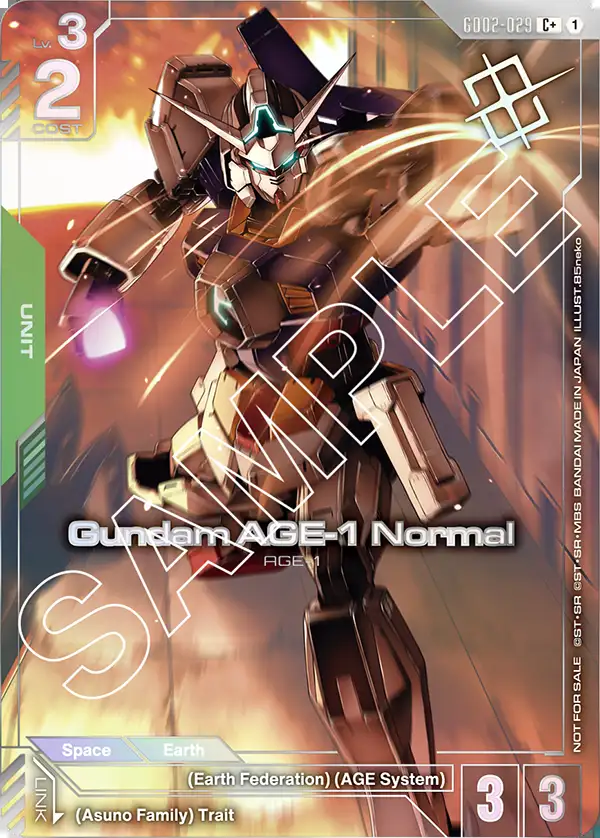 Lv. 3
2
COST
GD02-029 C+ 1
UNIT
SAMPLE
Gundam AGE-1 Normal
AGE-1
NOT FOR SALE ©ST・SR ©ST・SR・MBS BANDAI MADE IN JAPAN ILLUST.85neko
Space Earth
(Earth Federation) (AGE System)
LINK
(Asuno Family) Trait
3 3